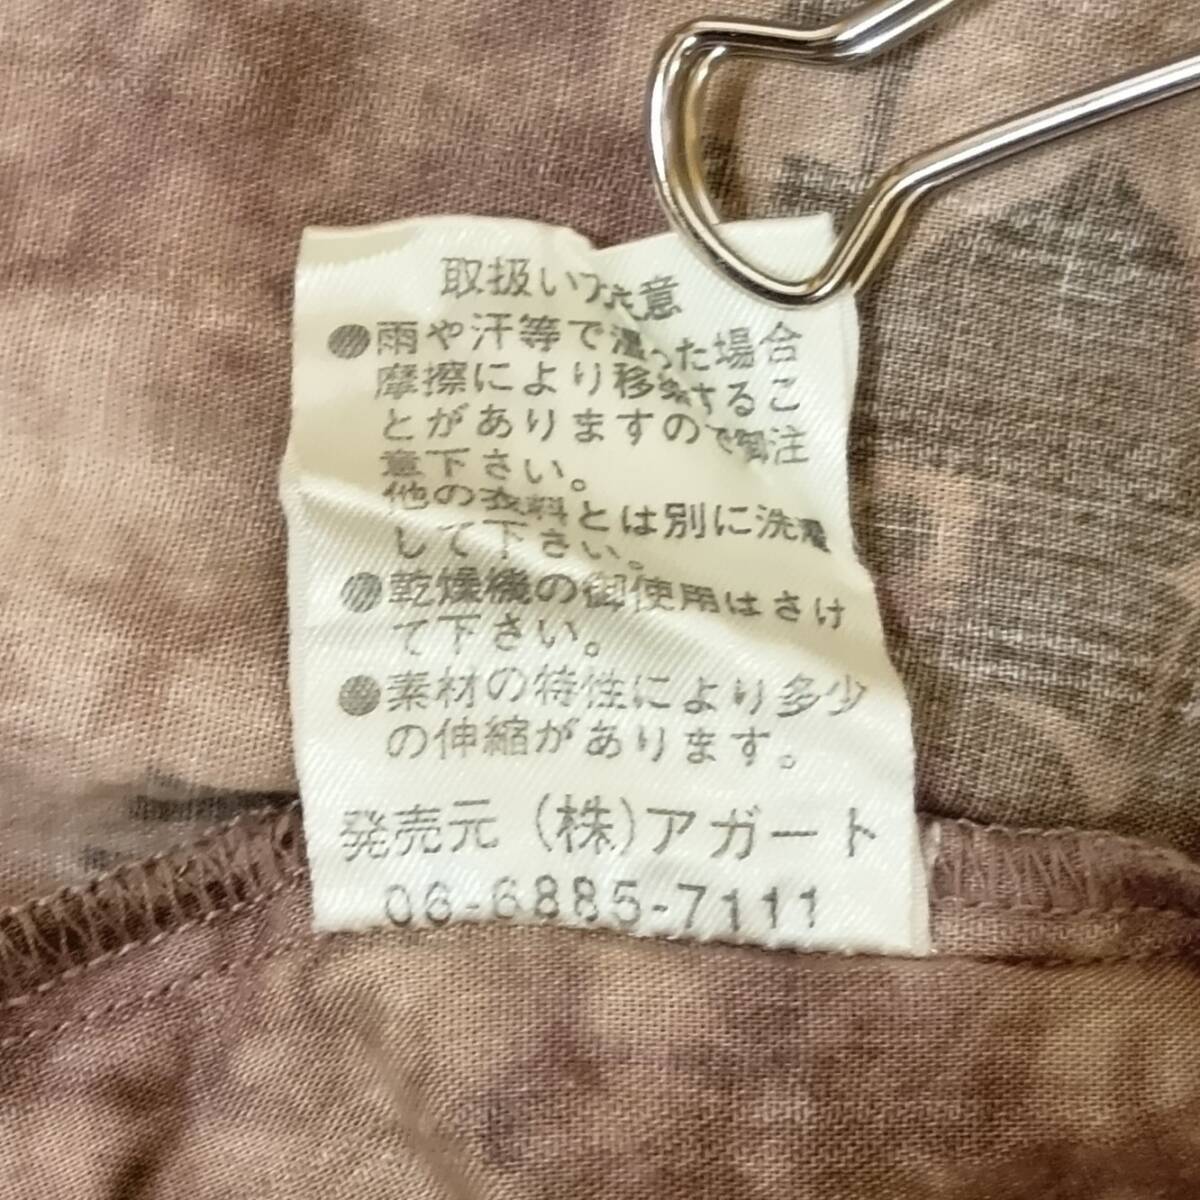 取扱い注意
●雨や汗等で濡った場合
摩擦により移染するこ
とがありますので御注
意下さい。
他の衣料とは別に洗濯
して下さい。
●乾燥機の御使用はさけ
て下さい。
●素材の特性により多少
の伸縮があります。
発売元（株）アガート
06-6885-7111